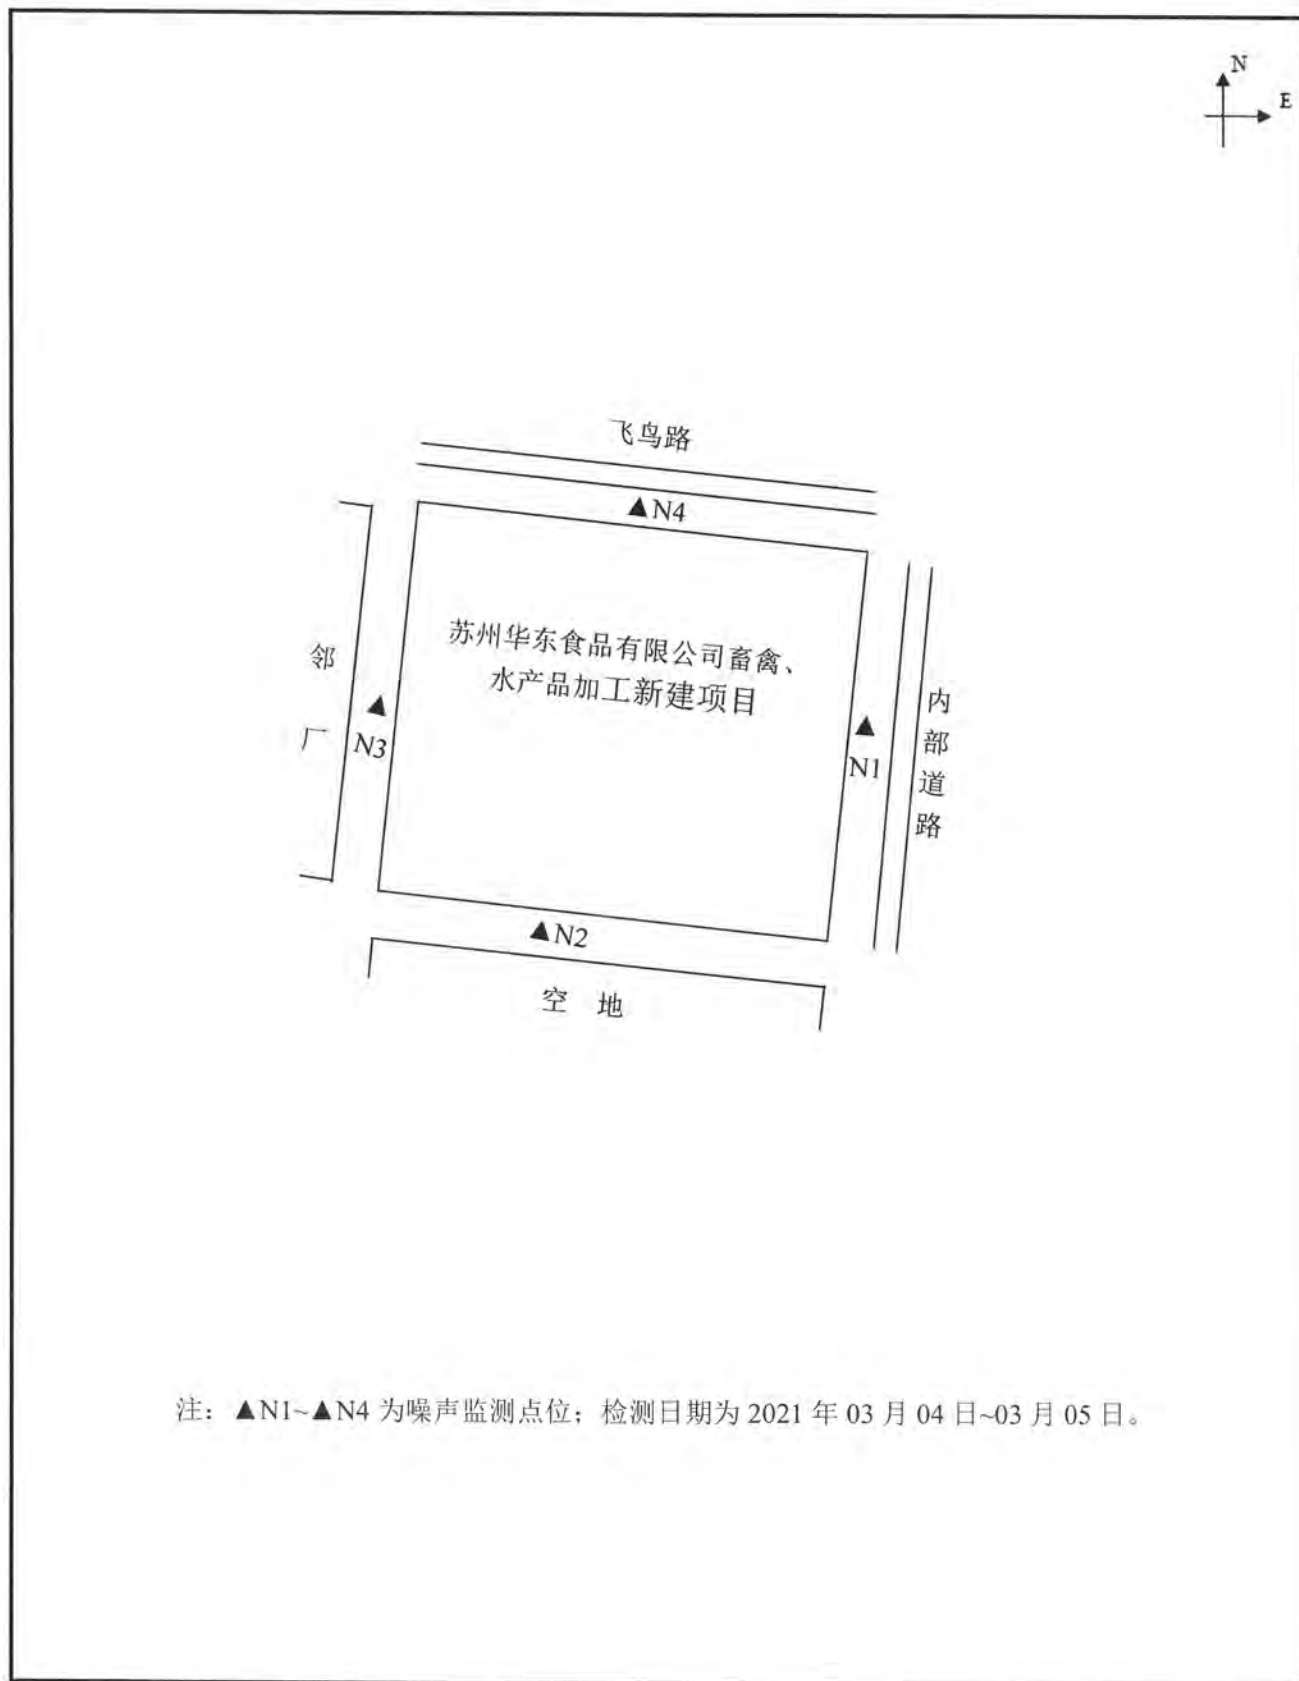 N
E
飞鸟路
▲N4
苏州华东食品有限公司畜禽、
水产品加工新建项目
邻厂
▲
N3
▲
N1
内部道路
▲N2
空 地
注：▲N1~▲N4 为噪声监测点位；检测日期为 2021 年 03 月 04 日~03 月 05 日。